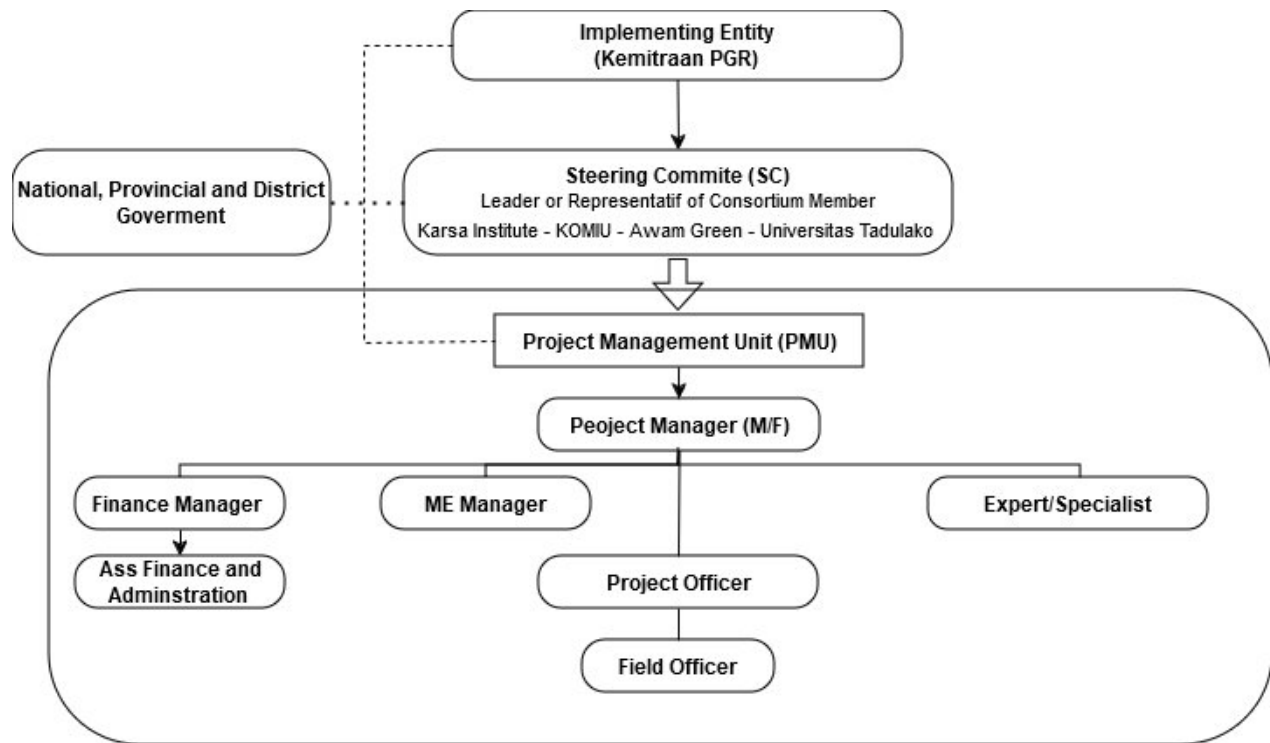 Implementing Entity
(Kemitraan PGR)
National, Provincial and District
Goverment
Steering Commite (SC)
Leader or Representatif of Consortium Member
Karsa Institute - KOMIU - Awam Green - Universitas Tadulako
Project Management Unit (PMU)
Peoject Manager (M/F)
Finance Manager
ME Manager
Expert/Specialist
Ass Finance and
Adminstration
Project Officer
Field Officer